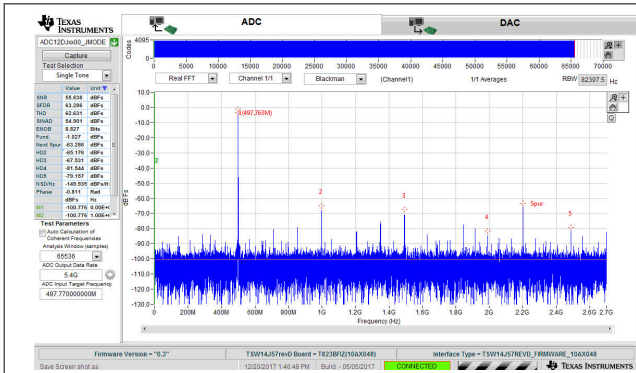 TEXAS INSTRUMENTS
ADC
DAC
ADC12DJxx00_JMODE
Capture
Test Selection
Single Tone
Value Unit
SNR 55.638 dBFs
SFDR 63.286 dBFs
THD 62.631 dBFs
SINAD 54.901 dBFs
ENOB 8.827 Bits
Fund. -1.027 dBFs
Next Spur -63.286 dBFs
HD2 -65.176 dBFs
HD3 -67.531 dBFs
HD4 -81.544 dBFs
HD5 -79.157 dBFs
NSD/Hz -149.935 dBFs/H
Phase -0.811 Rad
dBFs Hz
M1 -100.776 0.00E+
M2 -100.776 1.00E+
Test Parameters
Auto Calculation of
Coherent Frequencies
Analysis Window (samples)
65536
ADC Output Data Rate
5.4G
ADC Input Target Frequency
497.770000000M
Codes
4095
0
0 5000 10000 15000 20000 25000 30000 35000 40000 45000 50000 55000 60000 65000 70000
Real FFT Channel 1/1 Blackman (Channel1) 1/1 Averages RBW 82397.5 Hz
dBFs
10.0
0.0
-10.0
-20.0
-30.0
-40.0
-50.0
-60.0
-70.0
-80.0
-90.0
-100.0
-110.0
-120.0
-130.0
1(497.763M)
2
3
4
Spur
5
0 200M 400M 600M 800M 1G 1.2G 1.4G 1.6G 1.8G 2G 2.2G 2.4G 2.6G 2.7G
Frequency (Hz)
Firmware Version = "0.3" TSW14J57revD Board = T823BFIZ(10AX048) Interface Type = TSW14J57REVD_FIRMWARE_10AX048
Save Screen shot as 12/20/2017 1:46:48 PM Build - 05/05/2017 CONNECTED TEXAS INSTRUMENTS